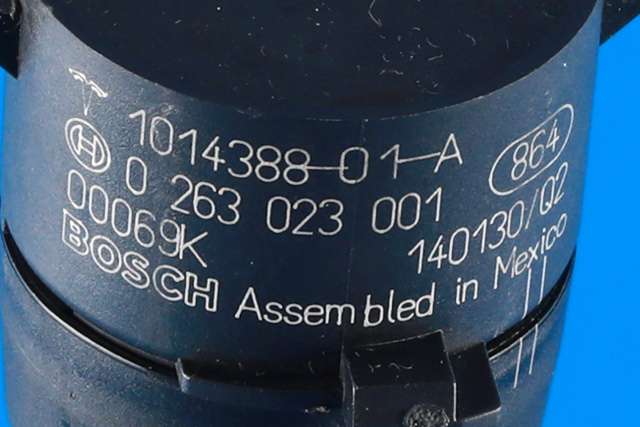 1014388-01-A
864
0 263 023 001
140130/Q2
00069K
BOSCH Assembled in Mexico